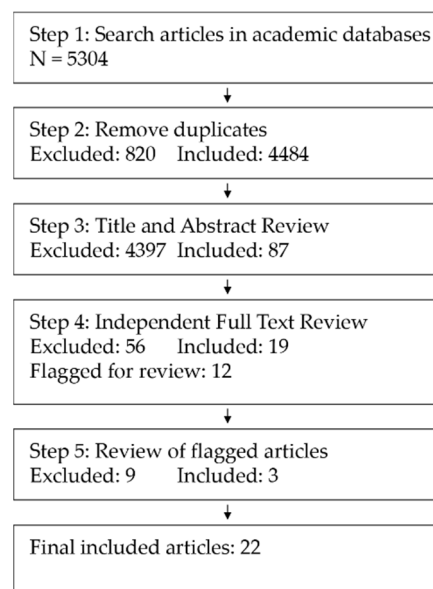 Step 1: Search articles in academic databases
N = 5304
Step 2: Remove duplicates
Excluded: 820 Included: 4484
Step 3: Title and Abstract Review
Excluded: 4397 Included: 87
Step 4: Independent Full Text Review
Excluded: 56 Included: 19
Flagged for review: 12
Step 5: Review of flagged articles
Excluded: 9 Included: 3
Final included articles: 22